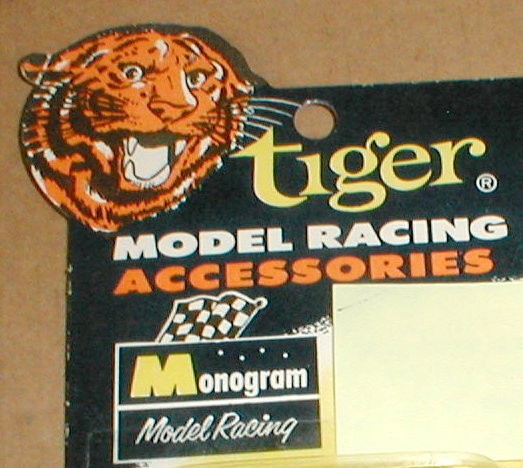 tiger®
MODEL RACING
ACCESSORIES
Monogram
Model Racing